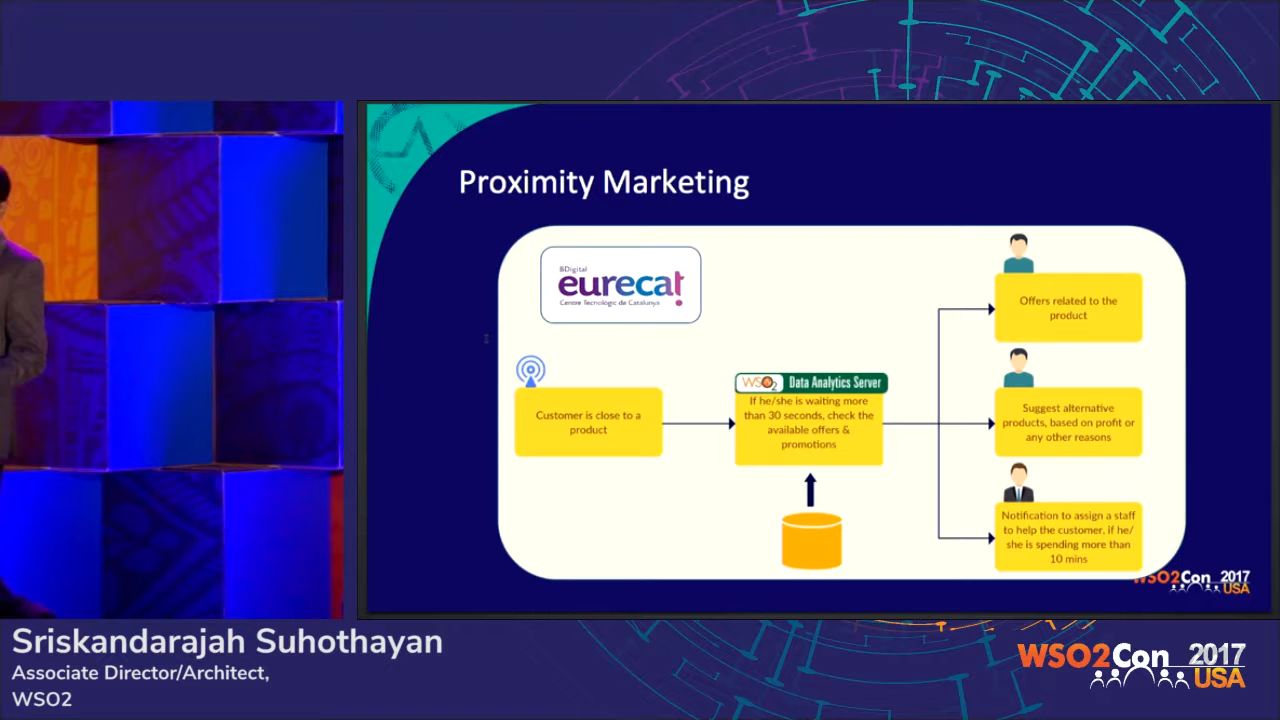 Proximity Marketing
BDigital
eurecat
Centre Tecnològic de Catalunya
Offers related to the
product
WSO2 Data Analytics Server
Customer is close to a
product
If he/she is waiting more
than 30 seconds, check the
available offers &
promotions
Suggest alternative
products, based on profit or
any other reasons
Notification to assign a staff
to help the customer, if he/
she is spending more than
10 mins
WSO2Con 2017
USA
Sriskandarajah Suhothayan
Associate Director/Architect,
WSO2
WSO2Con 2017
USA